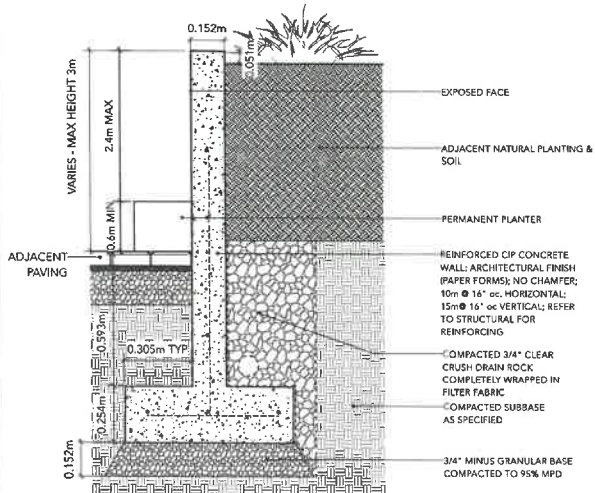 0.152m
0.051m
VARIES - MAX HEIGHT 3m
2.4m MAX
0.6m MIN
ADJACENT
PAVING
0.593m
0.305m TYP
0.254m
0.152m
EXPOSED FACE
ADJACENT NATURAL PLANTING &
SOIL
PERMANENT PLANTER
REINFORCED CIP CONCRETE
WALL; ARCHITECTURAL FINISH
(PAPER FORMS); NO CHAMFER;
10m @ 16" oc. HORIZONTAL;
15m@ 16" oc VERTICAL; REFER
TO STRUCTURAL FOR
REINFORCING
COMPACTED 3/4" CLEAR
CRUSH DRAIN ROCK
COMPLETELY WRAPPED IN
FILTER FABRIC
COMPACTED SUBBASE
AS SPECIFIED
3/4" MINUS GRANULAR BASE
COMPACTED TO 95% MPD